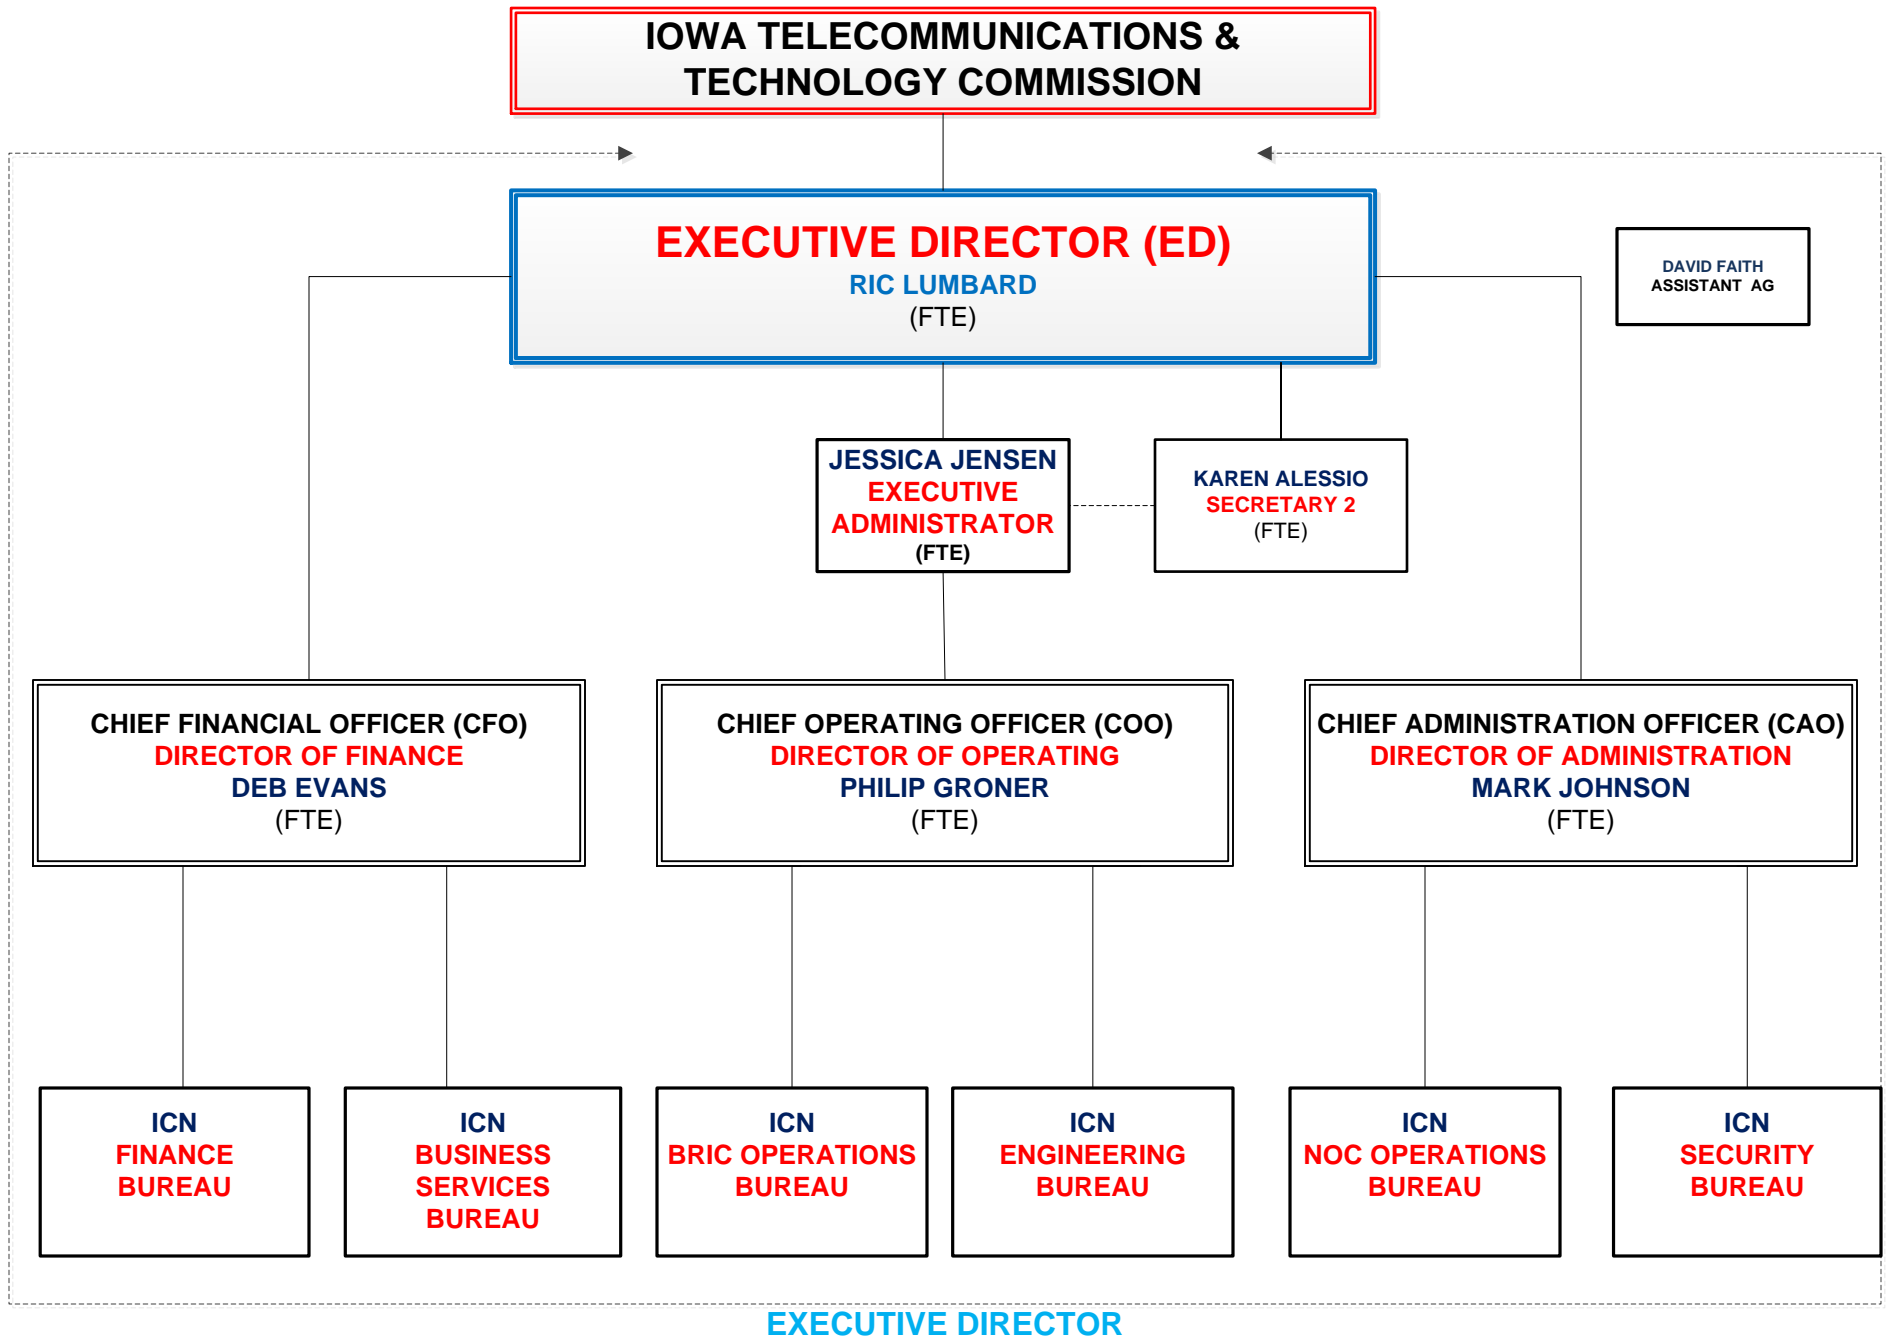 IOWA TELECOMMUNICATIONS &
TECHNOLOGY COMMISSION
EXECUTIVE DIRECTOR (ED)
RIC LUMBARD
(FTE)
DAVID FAITH
ASSISTANT AG
JESSICA JENSEN
EXECUTIVE
ADMINISTRATOR
(FTE)
KAREN ALESSIO
SECRETARY 2
(FTE)
CHIEF FINANCIAL OFFICER (CFO)
DIRECTOR OF FINANCE
DEB EVANS
(FTE)
CHIEF OPERATING OFFICER (COO)
DIRECTOR OF OPERATING
PHILIP GRONER
(FTE)
CHIEF ADMINISTRATION OFFICER (CAO)
DIRECTOR OF ADMINISTRATION
MARK JOHNSON
(FTE)
ICN
FINANCE
BUREAU
ICN
BUSINESS
SERVICES
BUREAU
ICN
BRIC OPERATIONS
BUREAU
ICN
ENGINEERING
BUREAU
ICN
NOC OPERATIONS
BUREAU
ICN
SECURITY
BUREAU
EXECUTIVE DIRECTOR